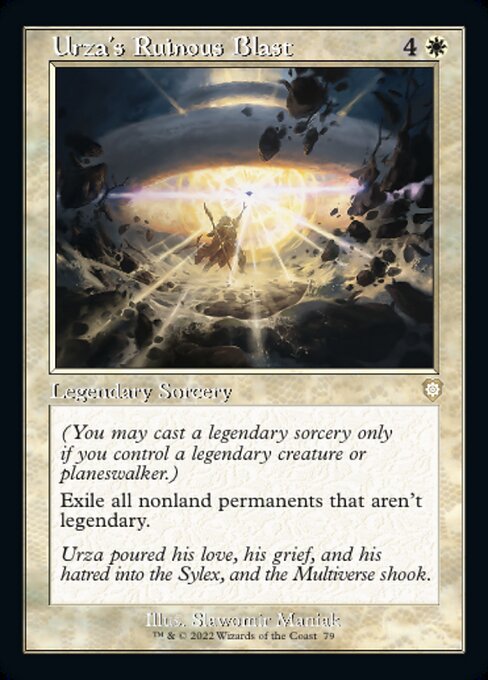 Urza's Ruinous Blast 4
Legendary Sorcery
(You may cast a legendary sorcery only
if you control a legendary creature or
planeswalker.)
Exile all nonland permanents that aren't
legendary.
Urza poured his love, his grief, and his
hatred into the Sylex, and the Multiverse shook.
Illus. Slawomir Maniak
™ & © 2022 Wizards of the Coast 79